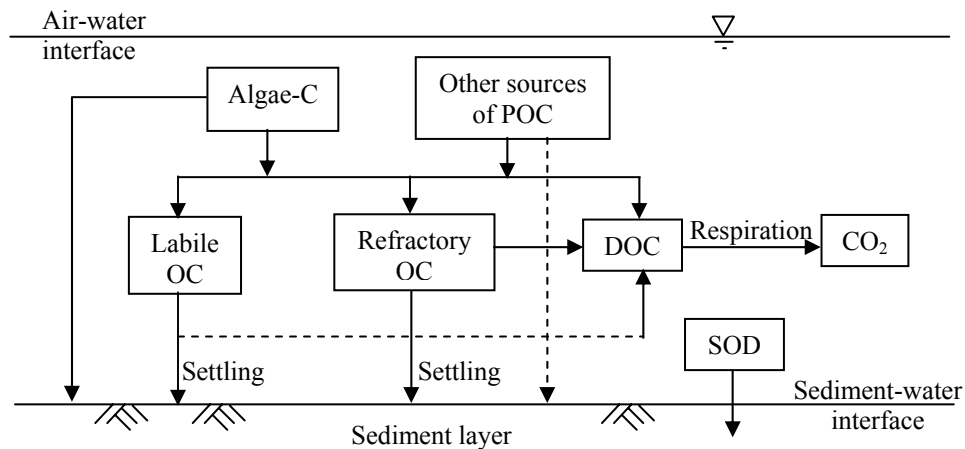 Air-water
interface
Algae-C
Other sources
of POC
Labile
OC
Refractory
OC
DOC
Respiration
CO₂
Settling
Settling
SOD
Sediment-water
interface
Sediment layer